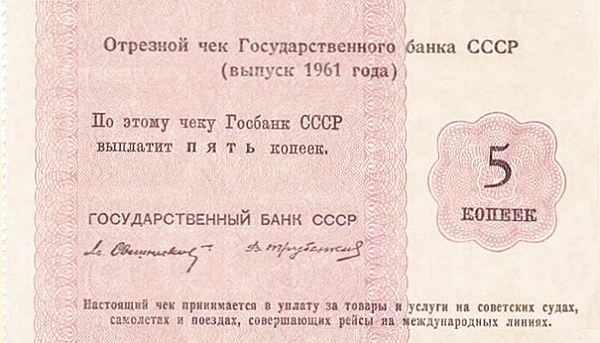 Отрезной чек Государственного банка СССР
(выпуск 1961 года)
По этому чеку Госбанк СССР
выплатит ПЯТЬ копеек.
5
КОПЕЕК
ГОСУДАРСТВЕННЫЙ БАНК СССР
Настоящий чек принимается в уплату за товары и услуги на советских судах,
самолетах и поездах, совершающих рейсы на международных линиях.